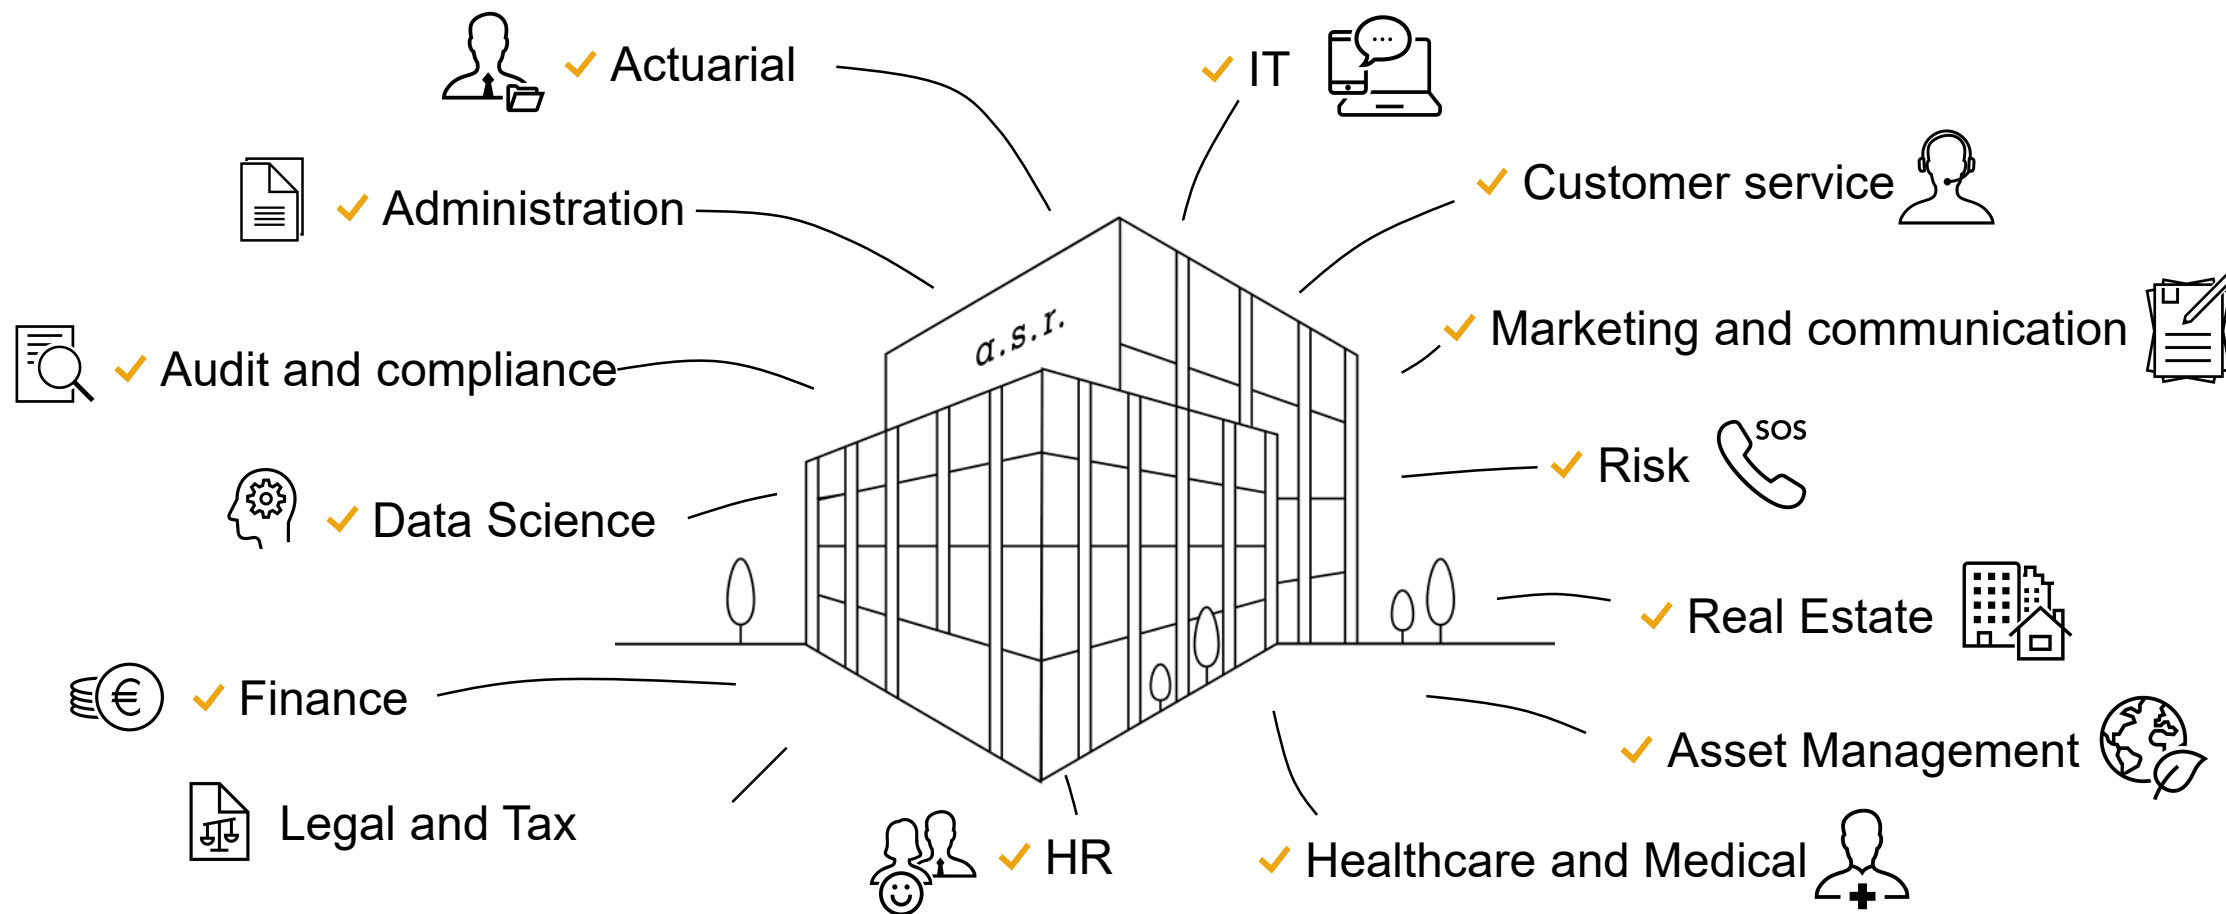 Actuarial
IT
Customer service
Administration
a.s.r.
Marketing and communication
Audit and compliance
SOS
Risk
Data Science
Real Estate
€
Finance
Asset Management
Legal and Tax
HR
Healthcare and Medical